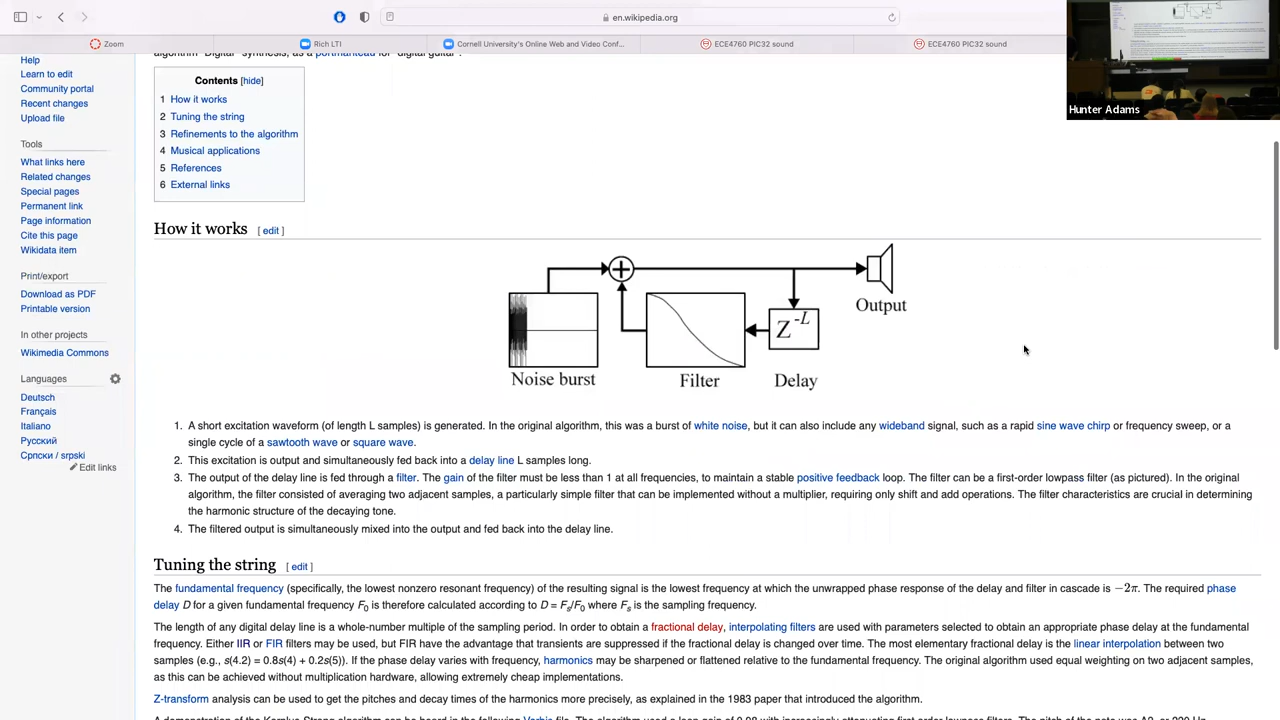 en.wikipedia.org
Zoom
Rich LTI
Cornell University's Online Web and Video Conf...
ECE4760 PIC32 sound
ECE4760 PIC32 sound
Hunter Adams
Help
Learn to edit
Community portal
Recent changes
Upload file
Tools
What links here
Related changes
Special pages
Permanent link
Page information
Cite this page
Wikidata item
Print/export
Download as PDF
Printable version
In other projects
Wikimedia Commons
Languages
Deutsch
Français
Italiano
Русский
Српски / srpski
Edit links
Contents [hide]
1 How it works
2 Tuning the string
3 Refinements to the algorithm
4 Musical applications
5 References
6 External links
How it works [ edit ]
Output
Z-L
Noise burst
Filter
Delay
1. A short excitation waveform (of length L samples) is generated. In the original algorithm, this was a burst of white noise, but it can also include any wideband signal, such as a rapid sine wave chirp or frequency sweep, or a
single cycle of a sawtooth wave or square wave.
2. This excitation is output and simultaneously fed back into a delay line L samples long.
3. The output of the delay line is fed through a filter. The gain of the filter must be less than 1 at all frequencies, to maintain a stable positive feedback loop. The filter can be a first-order lowpass filter (as pictured). In the original
algorithm, the filter consisted of averaging two adjacent samples, a particularly simple filter that can be implemented without a multiplier, requiring only shift and add operations. The filter characteristics are crucial in determining
the harmonic structure of the decaying tone.
4. The filtered output is simultaneously mixed into the output and fed back into the delay line.
Tuning the string [ edit ]
The fundamental frequency (specifically, the lowest nonzero resonant frequency) of the resulting signal is the lowest frequency at which the unwrapped phase response of the delay and filter in cascade is −2π. The required phase
delay D for a given fundamental frequency F0 is therefore calculated according to D = Fs/F0 where Fs is the sampling frequency.
The length of any digital delay line is a whole-number multiple of the sampling period. In order to obtain a fractional delay, interpolating filters are used with parameters selected to obtain an appropriate phase delay at the fundamental
frequency. Either IIR or FIR filters may be used, but FIR have the advantage that transients are suppressed if the fractional delay is changed over time. The most elementary fractional delay is the linear interpolation between two
samples (e.g., s(4.2) = 0.8s(4) + 0.2s(5)). If the phase delay varies with frequency, harmonics may be sharpened or flattened relative to the fundamental frequency. The original algorithm used equal weighting on two adjacent samples,
as this can be achieved without multiplication hardware, allowing extremely cheap implementations.
Z-transform analysis can be used to get the pitches and decay times of the harmonics more precisely, as explained in the 1983 paper that introduced the algorithm.